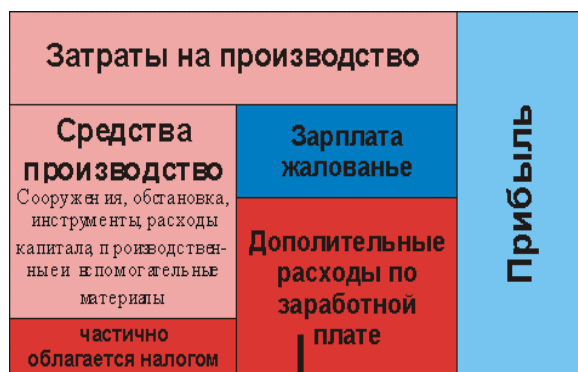 Затраты на производство
Средства
производство
Сооружения, обстановка,
инструменты, расходы
капитала, производствен-
ные и вспомогательные
материалы
частично
облагается налогом
Зарплата
жалованье
Дополительные
расходы по
заработной
плате
Прибыль